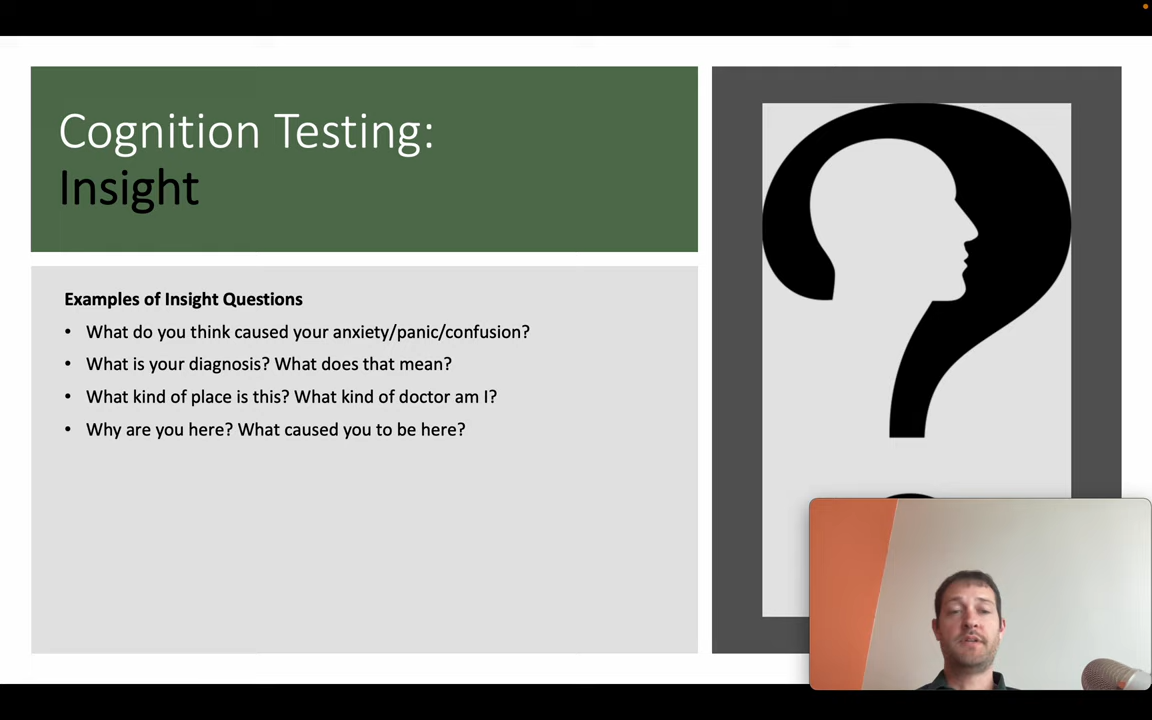 Cognition Testing:
Insight
Examples of Insight Questions
• What do you think caused your anxiety/panic/confusion?
• What is your diagnosis? What does that mean?
• What kind of place is this? What kind of doctor am I?
• Why are you here? What caused you to be here?